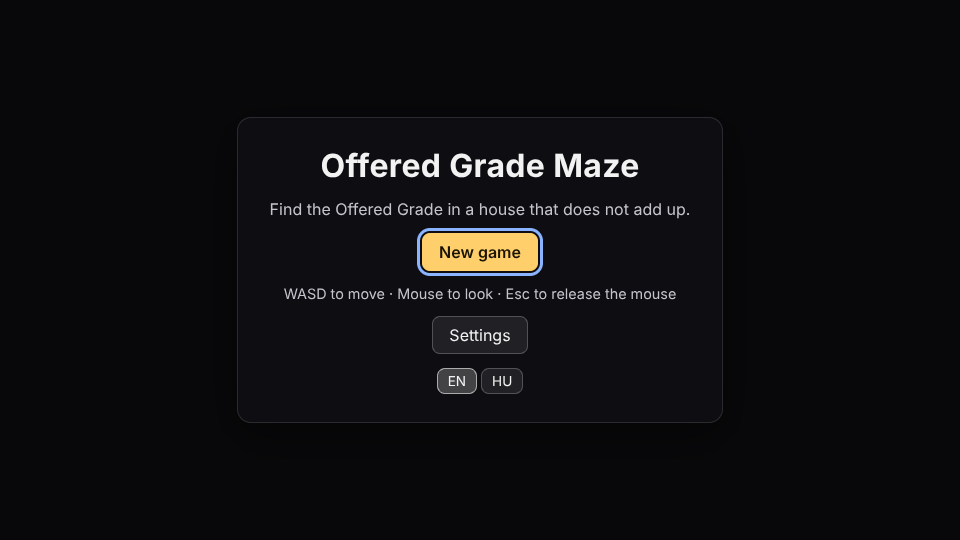 Offered Grade Maze
Find the Offered Grade in a house that does not add up.
New game
WASD to move · Mouse to look · Esc to release the mouse
Settings
EN HU